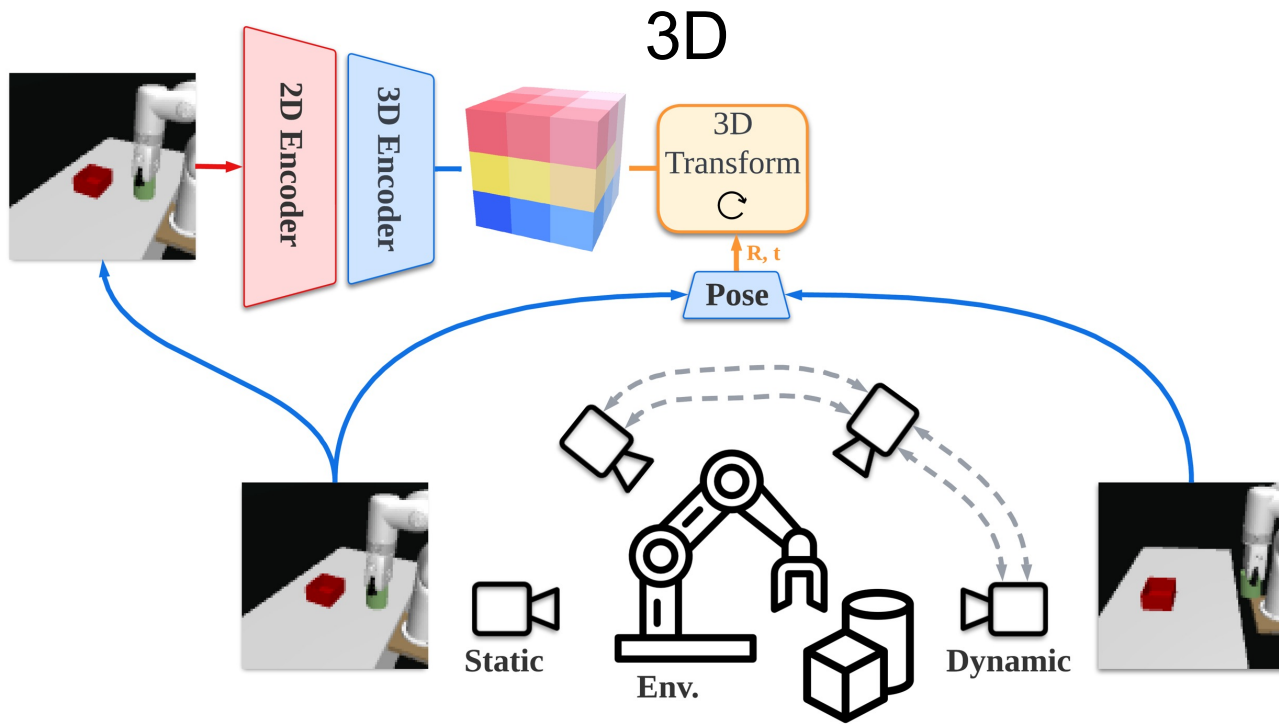 3D
2D Encoder
3D Encoder
3D
Transform
R, t
Pose
Static
Env.
Dynamic